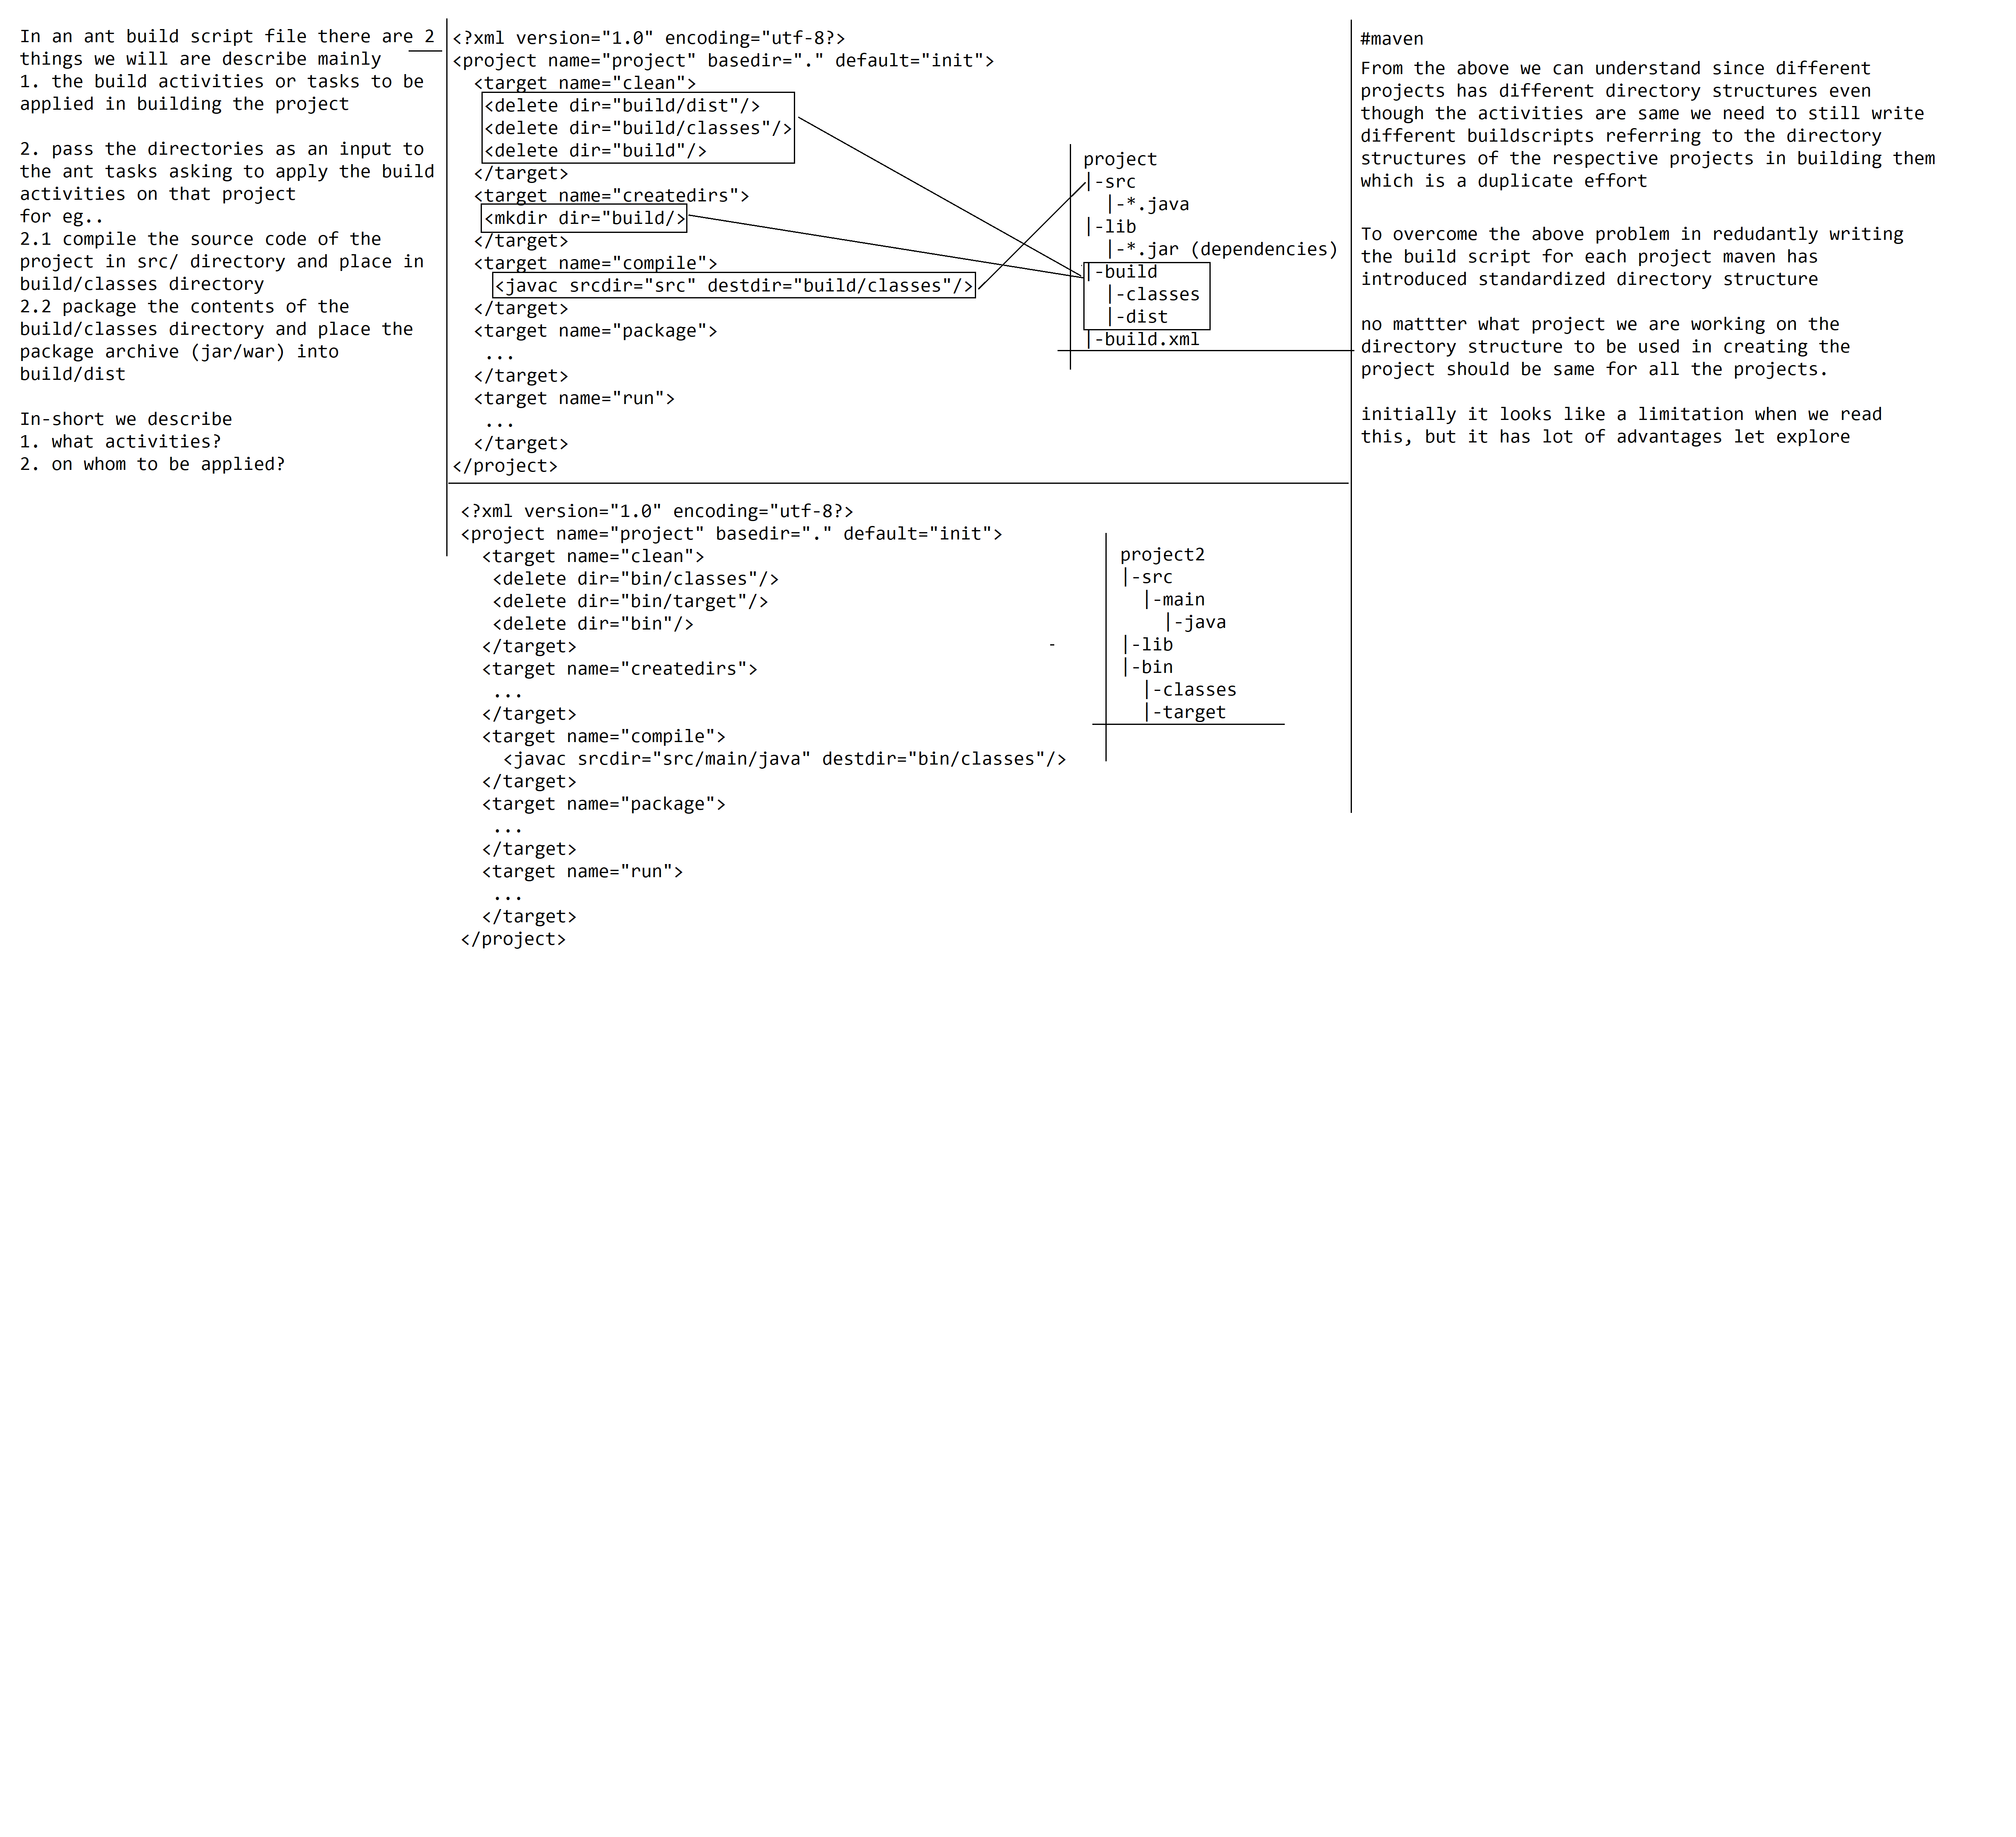 In an ant build script file there are 2
things we will are describe mainly
1. the build activities or tasks to be
applied in building the project
2. pass the directories as an input to
the ant tasks asking to apply the build
activities on that project
for eg..
2.1 compile the source code of the
project in src/ directory and place in
build/classes directory
2.2 package the contents of the
build/classes directory and place the
package archive (jar/war) into
build/dist
In-short we describe
1. what activities?
2. on whom to be applied?
<?xml version="1.0" encoding="utf-8?>
<project name="project" basedir="." default="init">
<target name="clean">
<delete dir="build/dist"/>
<delete dir="build/classes"/>
<delete dir="build"/>
</target>
<target name="createdirs">
<mkdir dir="build/>
</target>
<target name="compile">
<javac srcdir="src" destdir="build/classes"/>
</target>
<target name="package">
...
</target>
<target name="run">
...
</target>
</project>
project
|-src
|-*.java
|-lib
|-*.jar (dependencies)
|-build
|-classes
|-dist
|-build.xml
<?xml version="1.0" encoding="utf-8?>
<project name="project" basedir="." default="init">
<target name="clean">
<delete dir="bin/classes"/>
<delete dir="bin/target"/>
<delete dir="bin"/>
</target>
<target name="createdirs">
...
</target>
<target name="compile">
<javac srcdir="src/main/java" destdir="bin/classes"/>
</target>
<target name="package">
...
</target>
<target name="run">
...
</target>
</project>
-
project2
|-src
|-main
|-java
|-lib
|-bin
|-classes
|-target
#maven
From the above we can understand since different
projects has different directory structures even
though the activities are same we need to still write
different buildscripts referring to the directory
structures of the respective projects in building them
which is a duplicate effort
To overcome the above problem in redudantly writing
the build script for each project maven has
introduced standardized directory structure
no mattter what project we are working on the
directory structure to be used in creating the
project should be same for all the projects.
initially it looks like a limitation when we read
this, but it has lot of advantages let explore